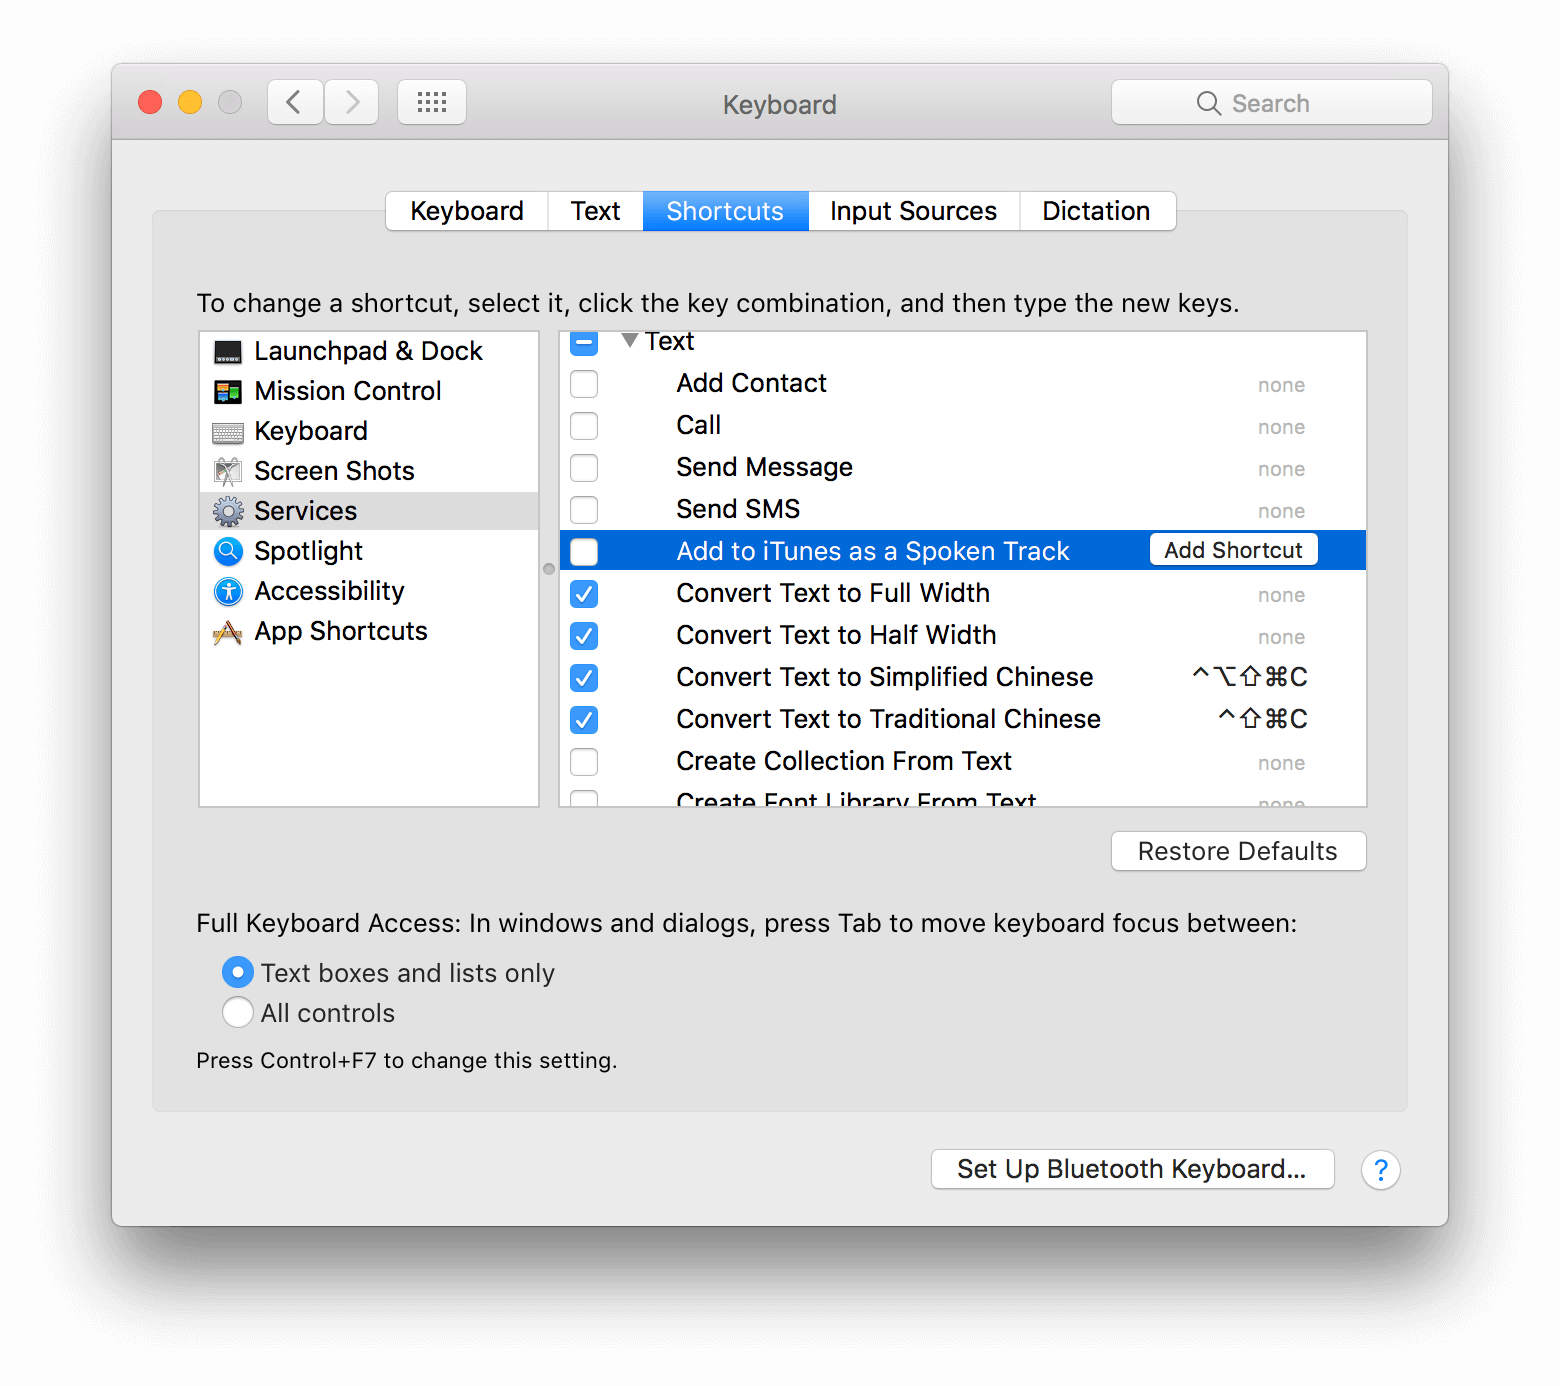 Keyboard
Search
Keyboard
Text
Shortcuts
Input Sources
Dictation
To change a shortcut, select it, click the key combination, and then type the new keys.
Launchpad & Dock
Mission Control
Keyboard
Screen Shots
Services
Spotlight
Accessibility
App Shortcuts
Text
Add Contact none
Call none
Send Message none
Send SMS none
Add to iTunes as a Spoken Track Add Shortcut
Convert Text to Full Width none
Convert Text to Half Width none
Convert Text to Simplified Chinese ^⌥⇧⌘C
Convert Text to Traditional Chinese ^⇧⌘C
Create Collection From Text none
Create Font Library From Text none
Restore Defaults
Full Keyboard Access: In windows and dialogs, press Tab to move keyboard focus between:
Text boxes and lists only
All controls
Press Control+F7 to change this setting.
Set Up Bluetooth Keyboard...
?